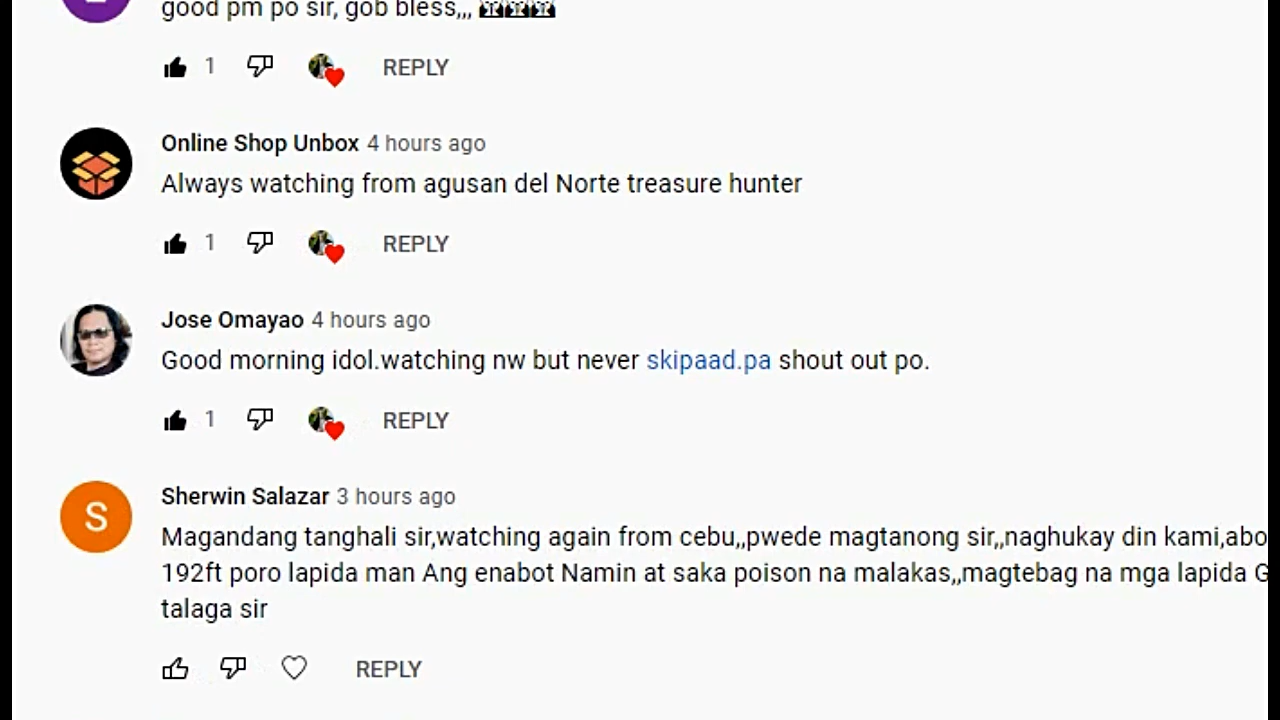 good pm po sir, gob bless,,,
1 REPLY
Online Shop Unbox 4 hours ago
Always watching from agusan del Norte treasure hunter
1 REPLY
Jose Omayao 4 hours ago
Good morning idol.watching nw but never skipaad.pa shout out po.
1 REPLY
S
Sherwin Salazar 3 hours ago
Magandang tanghali sir,watching again from cebu,,pwede magtanong sir,,naghukay din kami,abo
192ft poro lapida man Ang enabot Namin at saka poison na malakas,,magtebag na mga lapida G
talaga sir
REPLY